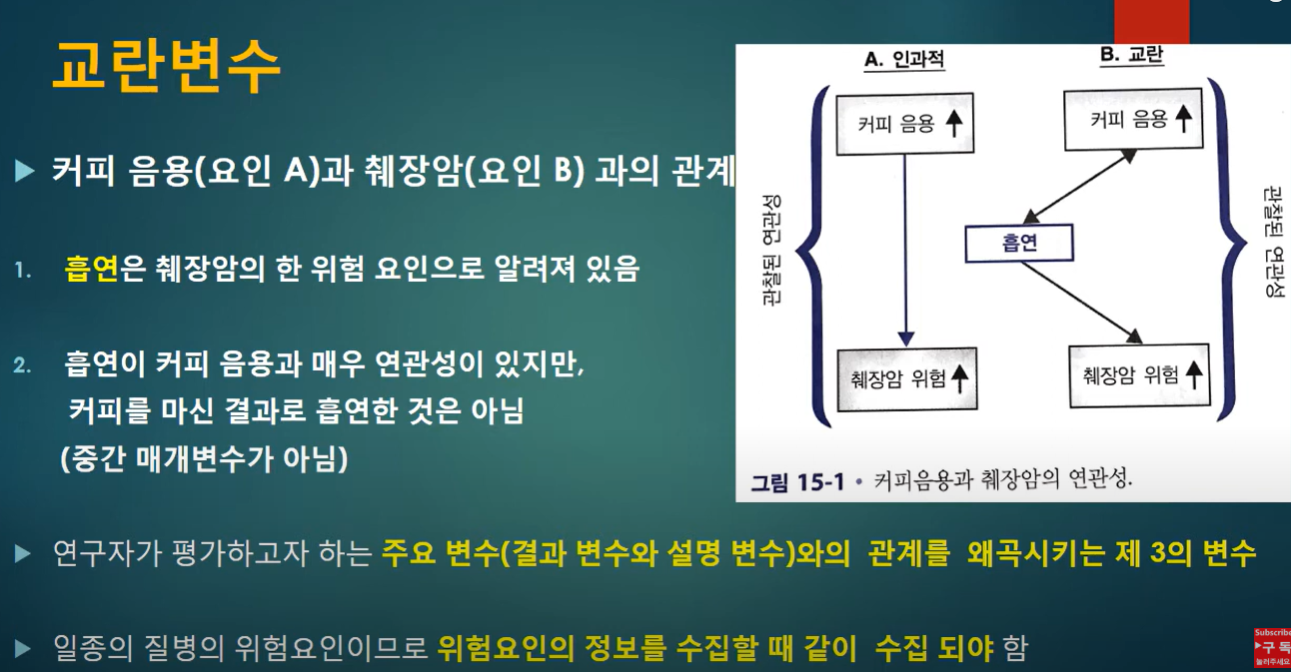 교란변수
▶ 커피 음용(요인 A)과 췌장암(요인 B) 과의 관계
1. 흡연은 췌장암의 한 위험 요인으로 알려져 있음
2. 흡연이 커피 음용과 매우 연관성이 있지만,
커피를 마신 결과로 흡연한 것은 아님
(중간 매개변수가 아님)
A. 인과적
B. 교란
커피 음용 ↑
커피 음용 ↑
관찰된 연관성
흡연
관찰된 연관성
췌장암 위험 ↑
췌장암 위험 ↑
그림 15-1 • 커피음용과 췌장암의 연관성.
▶ 연구자가 평가하고자 하는 주요 변수(결과 변수와 설명 변수)와의 관계를 왜곡시키는 제 3의 변수
▶ 일종의 질병의 위험요인이므로 위험요인의 정보를 수집할 때 같이 수집 되야 함
Subscribe
▶구 독
눌러주세요